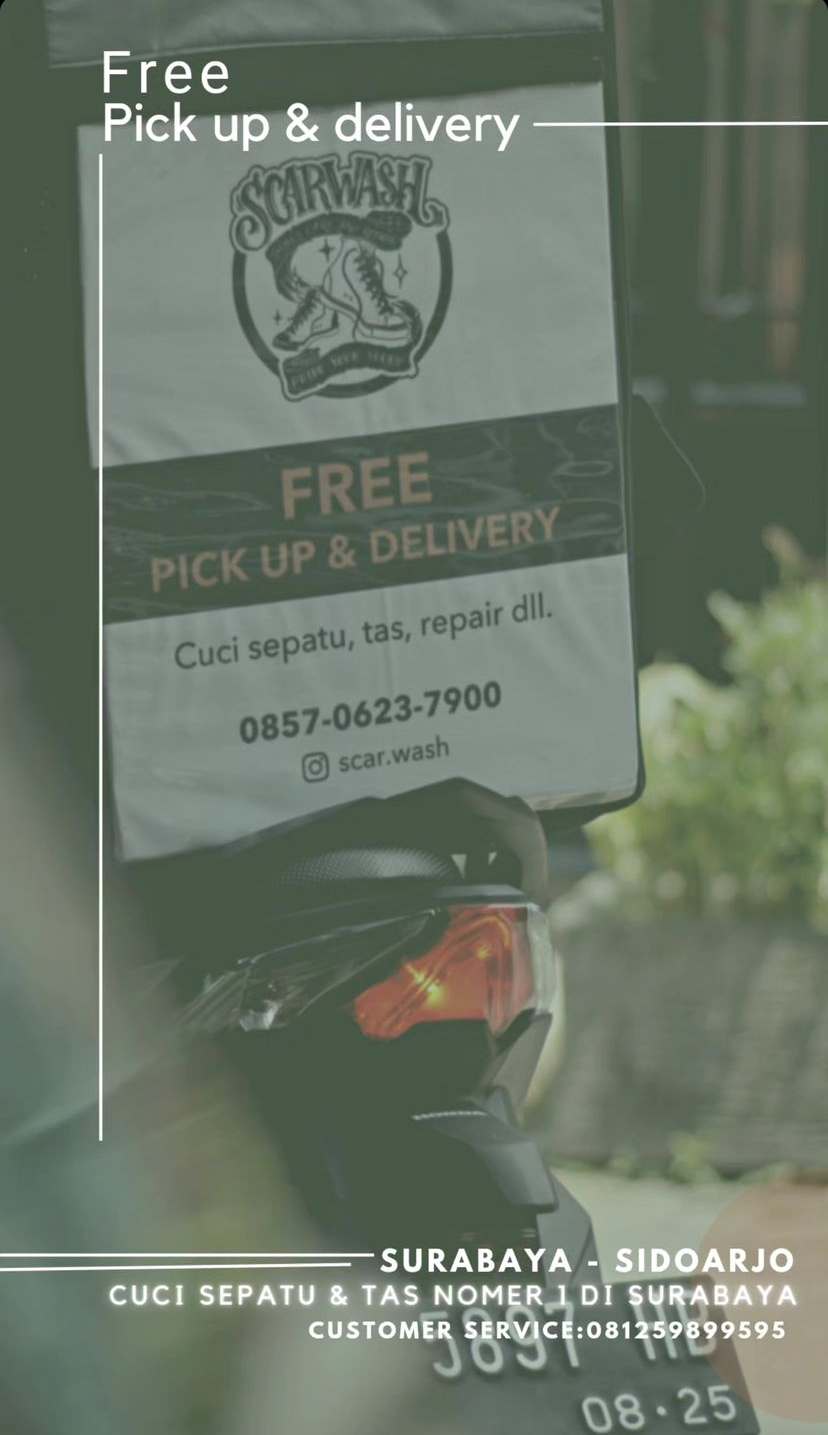 Free
Pick up & delivery
SCARWASH
FREE
PICK UP & DELIVERY
Cuci sepatu, tas, repair dll.
0857-0623-7900
scar.wash
SURABAYA - SIDOARJO
CUCI SEPATU & TAS NOMER 1 DI SURABAYA
CUSTOMER SERVICE:081259899595
08·25